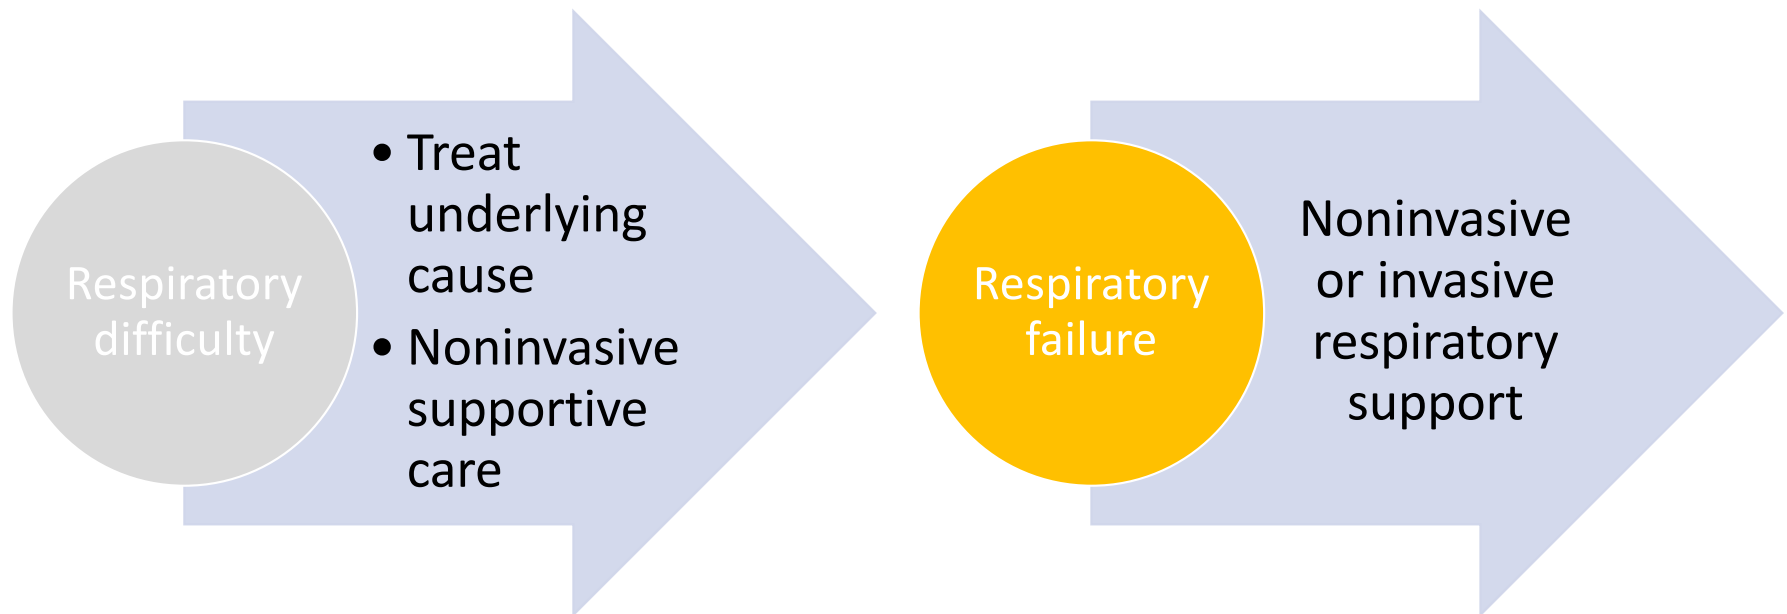 Respiratory
difficulty
• Treat
underlying
cause
• Noninvasive
supportive
care
Respiratory
failure
Noninvasive
or invasive
respiratory
support